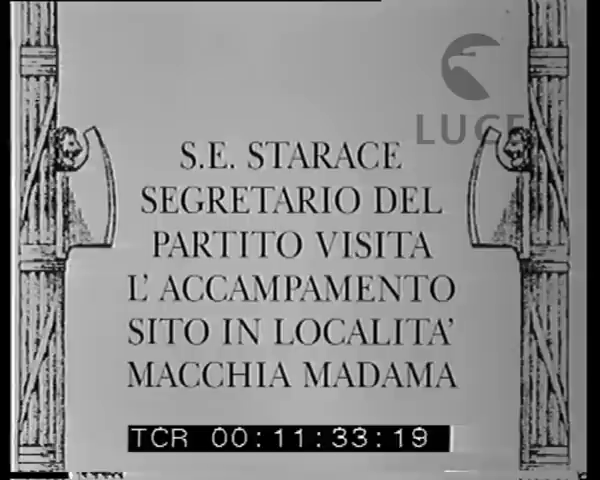 LUCE
S.E. STARACE
SEGRETARIO DEL
PARTITO VISITA
L' ACCAMPAMENTO
SITO IN LOCALITA'
MACCHIA MADAMA
TCR 00:11:33:19